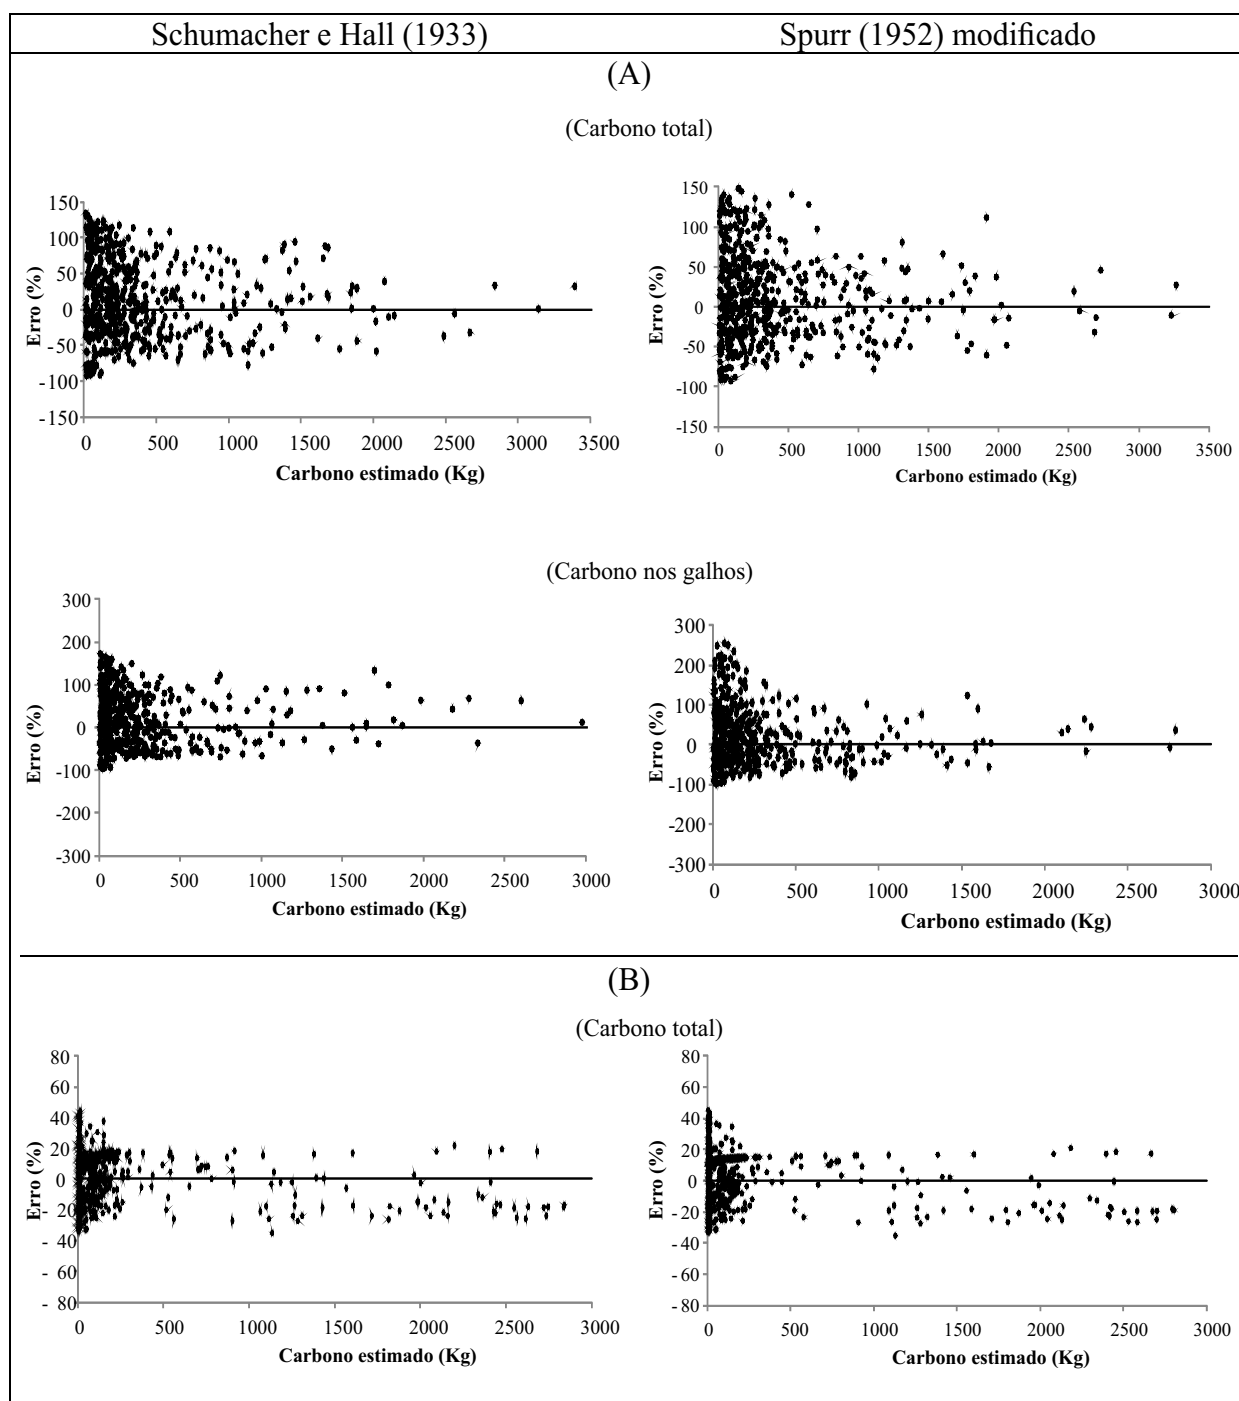 Schumacher e Hall (1933)
Spurr (1952) modificado
(A)
(Carbono total)
150
100
50
0
-50
-100
-150
Erro (%)
0 500 1000 1500 2000 2500 3000 3500
Carbono estimado (Kg)
150
100
50
0
-50
-100
-150
Erro (%)
0 500 1000 1500 2000 2500 3000 3500
Carbono estimado (Kg)
(Carbono nos galhos)
300
200
100
0
-100
-200
-300
Erro (%)
0 500 1000 1500 2000 2500 3000
Carbono estimado (Kg)
300
200
100
0
-100
-200
-300
Erro (%)
0 500 1000 1500 2000 2500 3000
Carbono estimado (Kg)
(B)
(Carbono total)
80
60
40
20
0
- 20
- 40
- 60
- 80
Erro (%)
0 500 1000 1500 2000 2500 3000
Carbono estimado (Kg)
80
60
40
20
0
- 20
- 40
- 60
- 80
Erro (%)
0 500 1000 1500 2000 2500 3000
Carbono estimado (Kg)